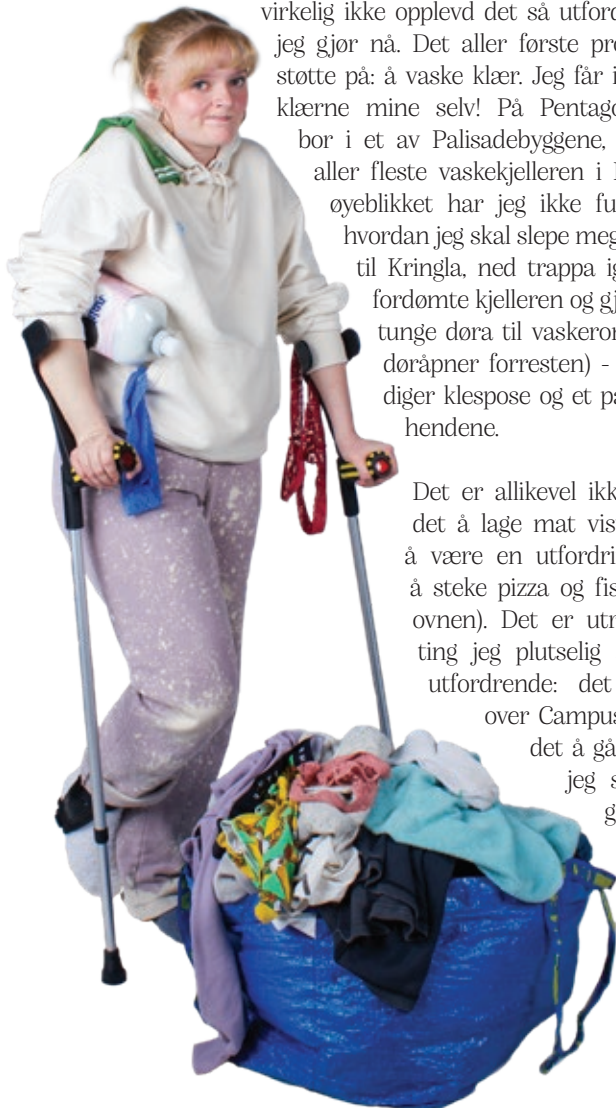 virkelig ikke opplevd det så utford
jeg gjør nå. Det aller første pr
støtte på: å vaske klær. Jeg får i
klærne mine selv! På Pentago
bor i et av Palisadebyggene,
aller fleste vaskekjelleren i
øyeblikket har jeg ikke fu
hvordan jeg skal slepe meg
til Kringla, ned trappa ig
fordømte kjelleren og gj
tunge døra til vaskero
døråpner forresten) -
diger klespose og et pa
hendene.
Det er allikevel ikk
det å lage mat vis
å være en utfordri
å steke pizza og fis
ovnen). Det er utr
ting jeg plutselig
utfordrende: det
over Campus
det å gå
jeg s
g